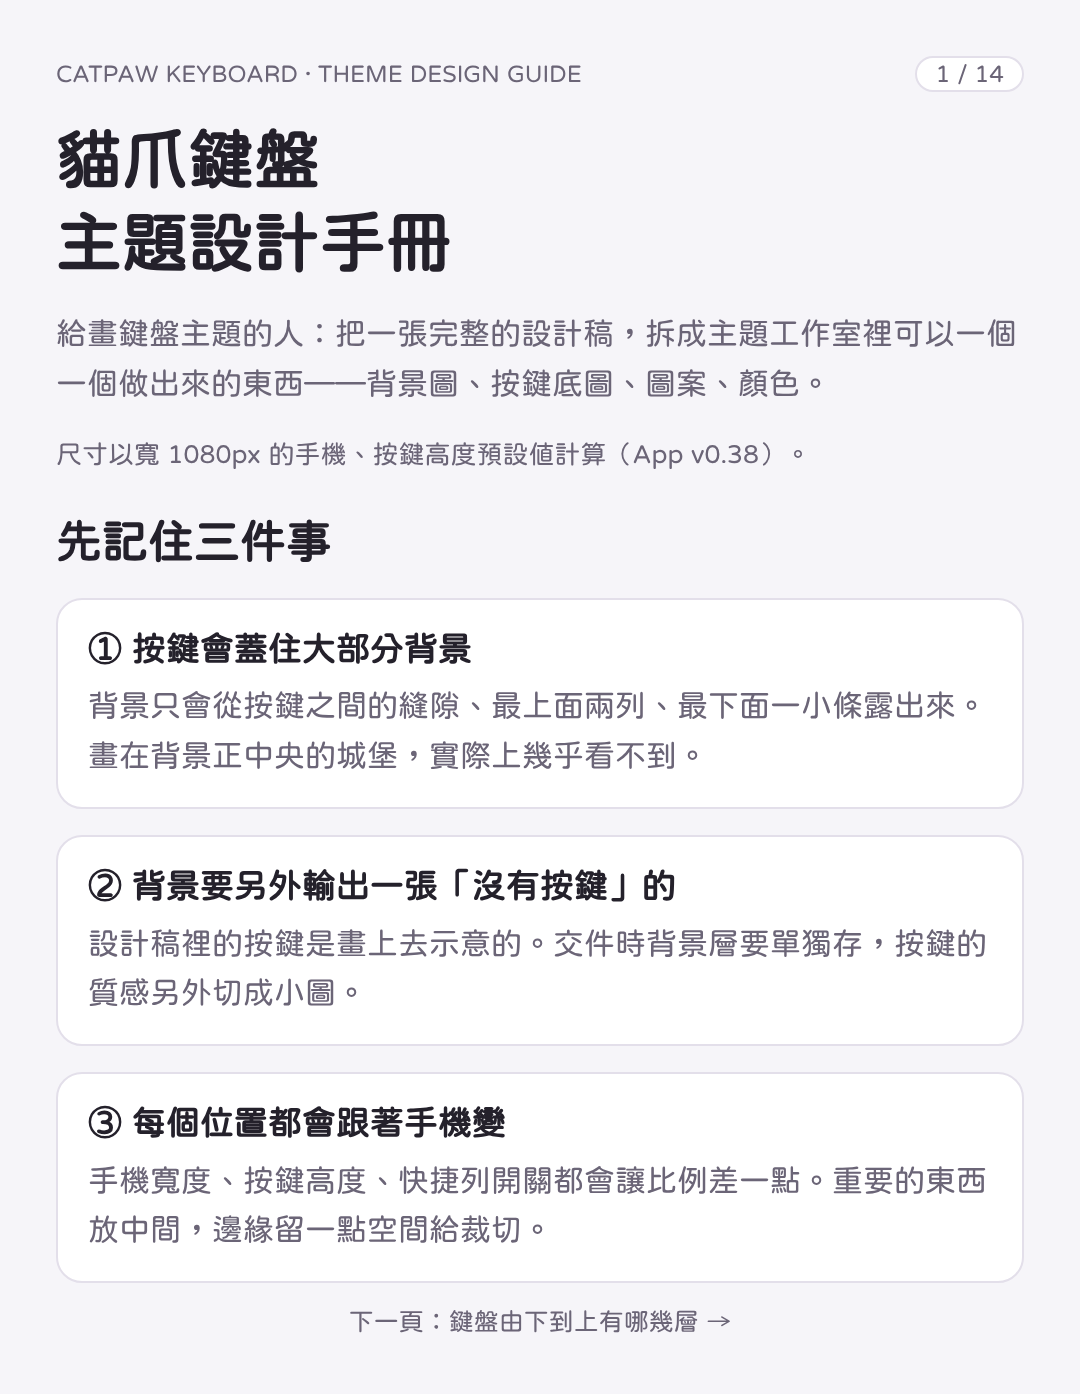 CATPAW KEYBOARD · THEME DESIGN GUIDE
1 / 14
貓爪鍵盤
主題設計手冊
給畫鍵盤主題的人：把一張完整的設計稿，拆成主題工作室裡可以一個
一個做出來的東西——背景圖、按鍵底圖、圖案、顏色。
尺寸以寬 1080px 的手機、按鍵高度預設值計算（App v0.38）。
先記住三件事
① 按鍵會蓋住大部分背景
背景只會從按鍵之間的縫隙、最上面兩列、最下面一小條露出來。
畫在背景正中央的城堡，實際上幾乎看不到。
② 背景要另外輸出一張「沒有按鍵」的
設計稿裡的按鍵是畫上去示意的。交件時背景層要單獨存，按鍵的
質感另外切成小圖。
③ 每個位置都會跟著手機變
手機寬度、按鍵高度、快捷列開關都會讓比例差一點。重要的東西
放中間，邊緣留一點空間給裁切。
下一頁：鍵盤由下到上有哪幾層 →